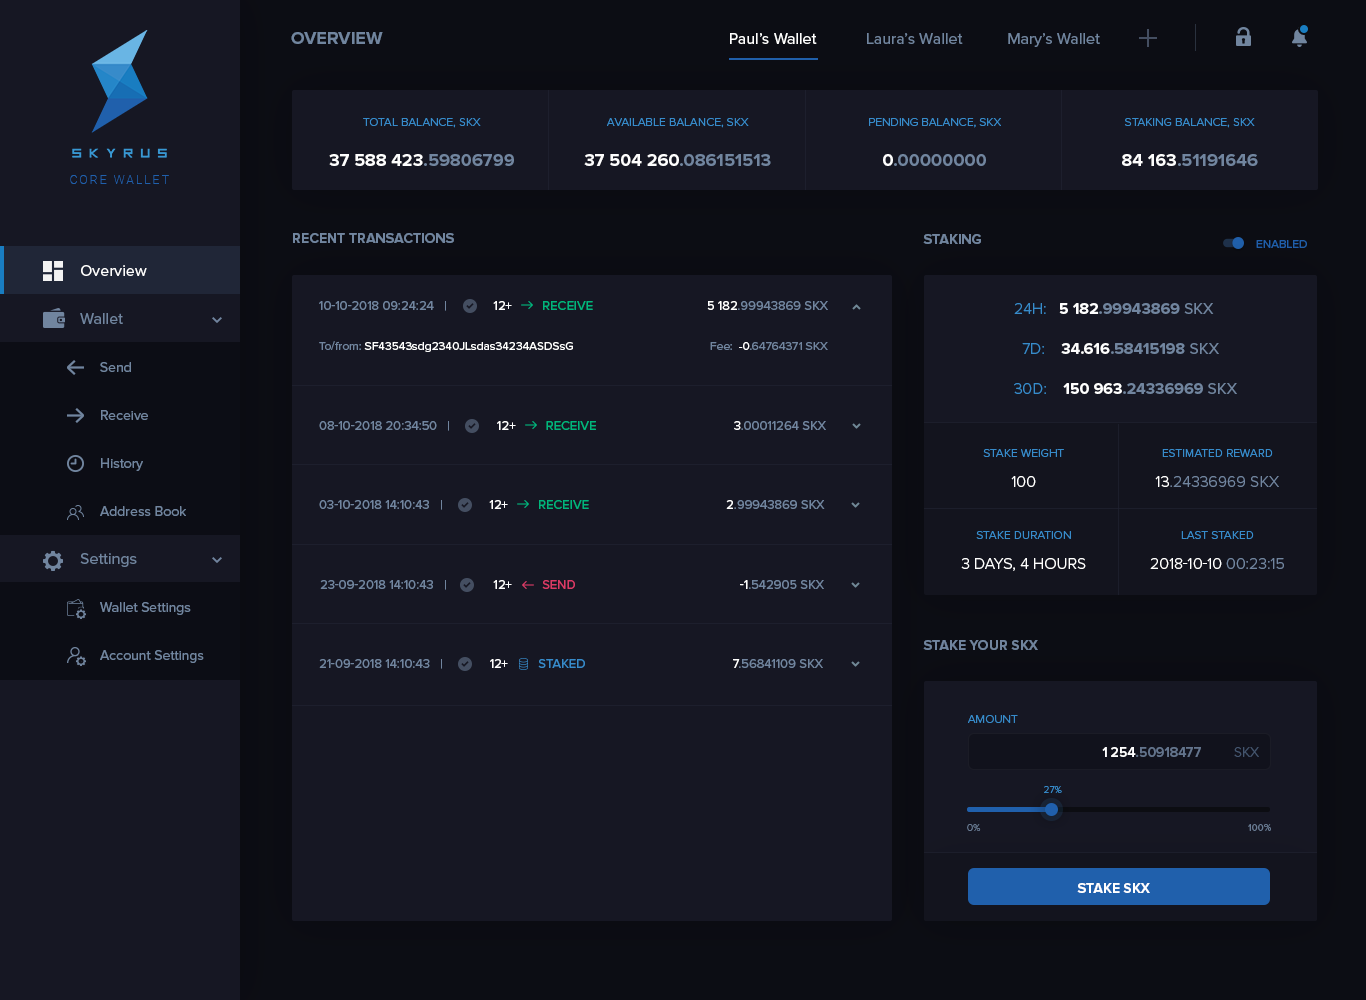 SKYRUS
CORE WALLET
Overview
Wallet
Send
Receive
History
Address Book
Settings
Wallet Settings
Account Settings
OVERVIEW
Paul's Wallet
Laura's Wallet
Mary's Wallet
TOTAL BALANCE, SKX
37 588 423.59806799
AVAILABLE BALANCE, SKX
37 504 260.086151513
PENDING BALANCE, SKX
0.00000000
STAKING BALANCE, SKX
84 163.51191646
RECENT TRANSACTIONS
10-10-2018 09:24:24 | 12+ RECEIVE 5 182.99943869 SKX
To/from: SF43543sdg2340JLsdas34234ASDSsG Fee: -0.64764371 SKX
08-10-2018 20:34:50 | 12+ RECEIVE 3.00011264 SKX
03-10-2018 14:10:43 | 12+ RECEIVE 2.99943869 SKX
23-09-2018 14:10:43 | 12+ SEND -1.542905 SKX
21-09-2018 14:10:43 | 12+ STAKED 7.56841109 SKX
STAKING
ENABLED
24H: 5 182.99943869 SKX
7D: 34.616.58415198 SKX
30D: 150 963.24336969 SKX
STAKE WEIGHT
100
ESTIMATED REWARD
13.24336969 SKX
STAKE DURATION
3 DAYS, 4 HOURS
LAST STAKED
2018-10-10 00:23:15
STAKE YOUR SKX
AMOUNT
1 254.50918477 SKX
27%
0% 100%
STAKE SKX